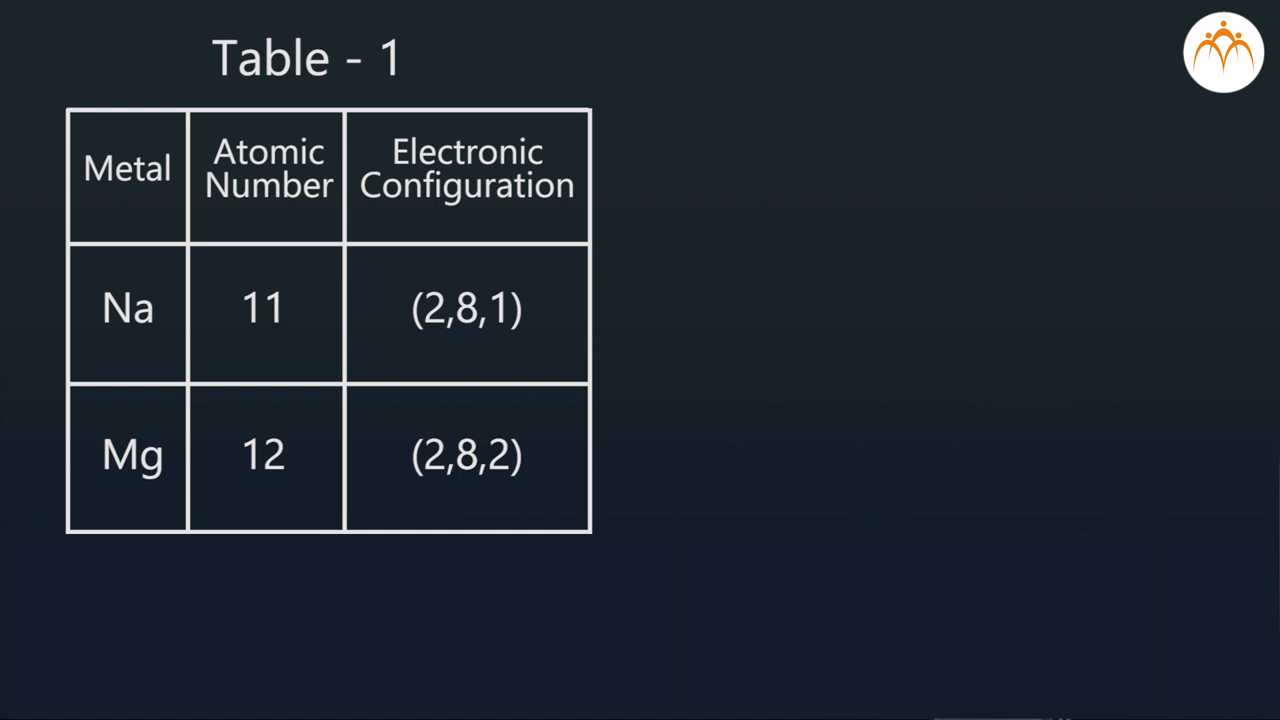 Table - 1
Metal
Atomic
Number
Electronic
Configuration
Na
11
(2,8,1)
Mg
12
(2,8,2)